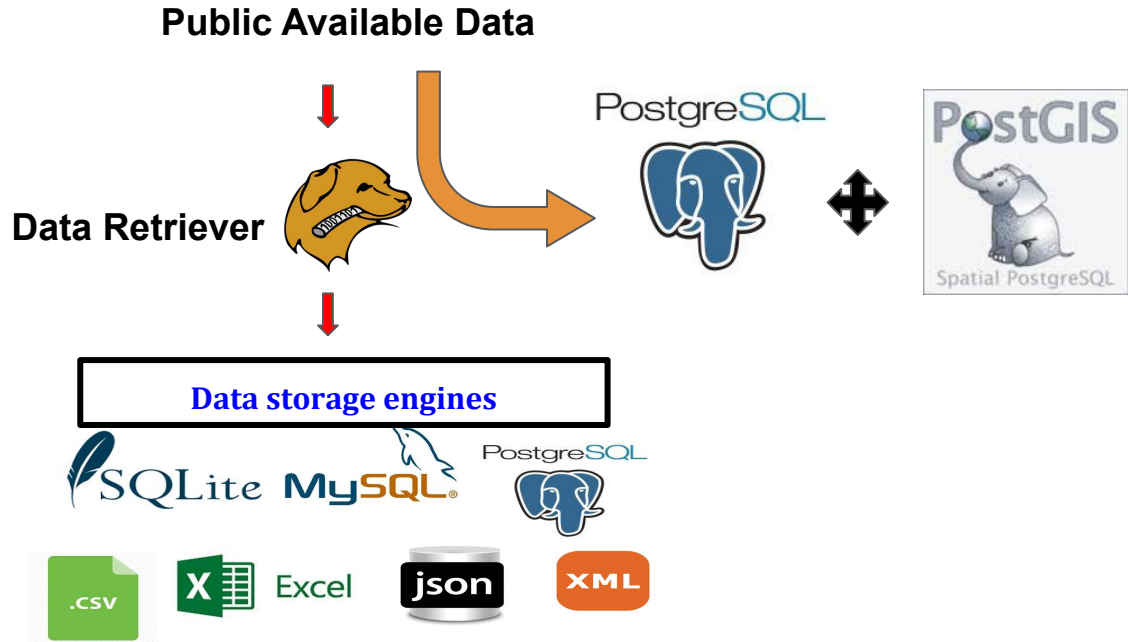 Public Available Data
PostgreSQL
PostGIS
Spatial PostgreSQL
Data Retriever
10011101
Data storage engines
SQLite
MySQL®
PostgreSQL
.csv
X
Excel
json
XML